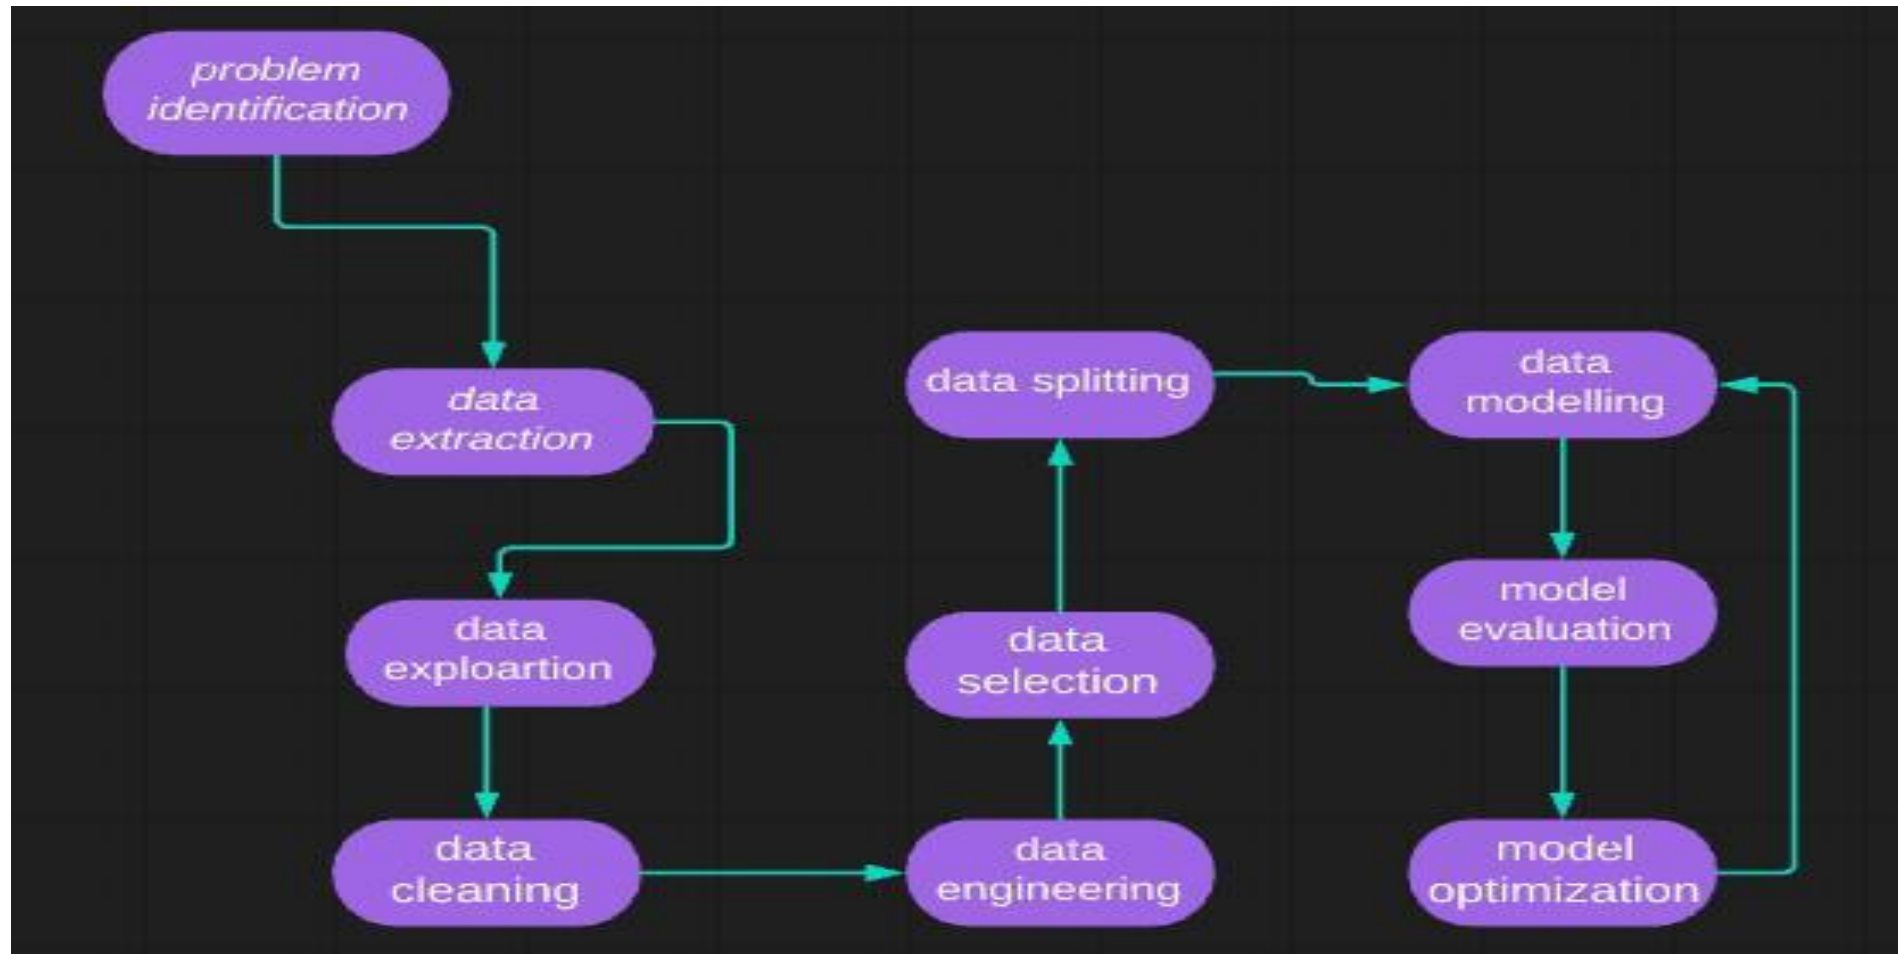 problem
identification
data
extraction
data
exploartion
data
cleaning
data
engineering
data
selection
data splitting
data
modelling
model
evaluation
model
optimization